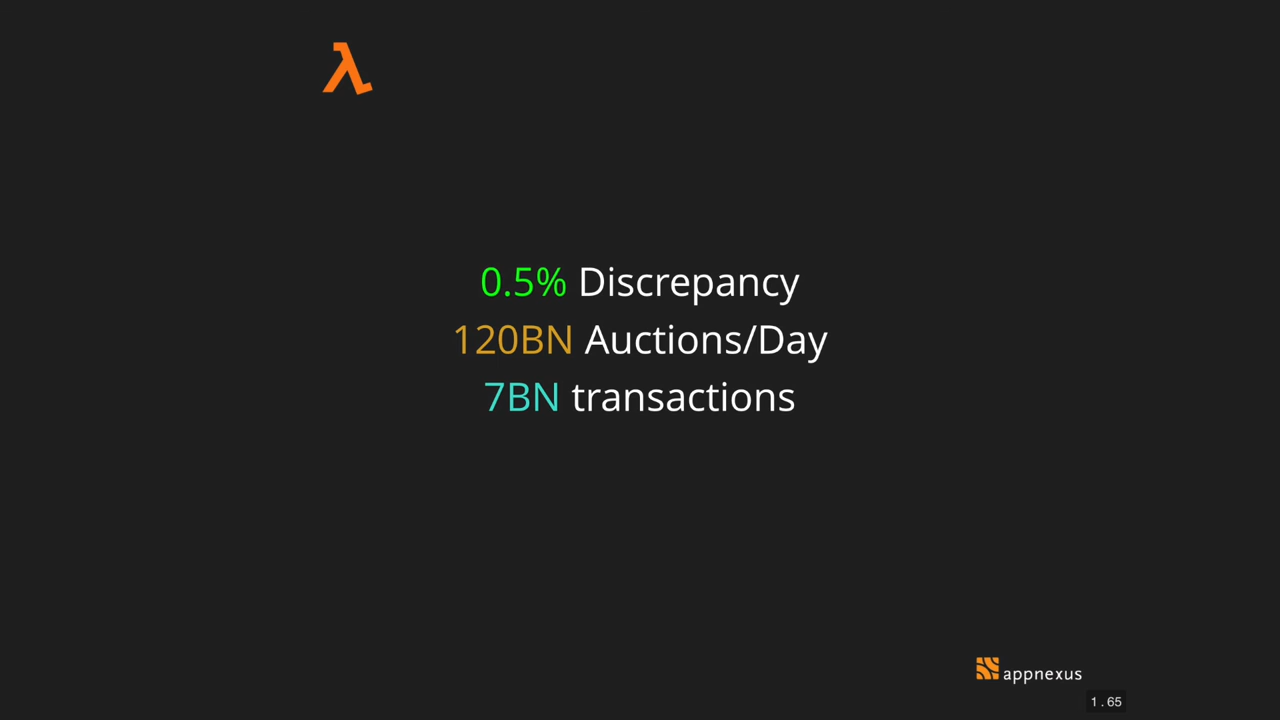 λ
0.5% Discrepancy
120BN Auctions/Day
7BN transactions
appnexus
1.65